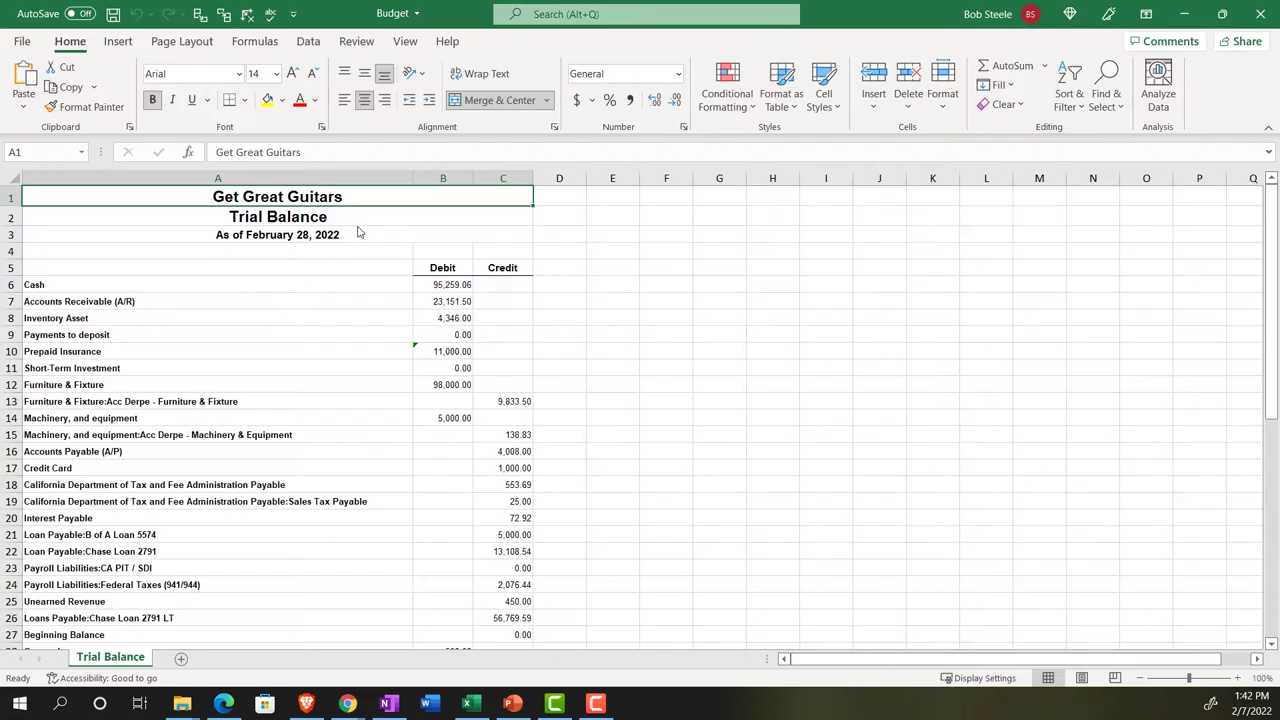 AutoSave Off Budget Search (Alt+Q) Bob Steele BS
File Home Insert Page Layout Formulas Data Review View Help Comments Share
Paste Cut Copy Format Painter Clipboard
Arial 14 A A B I U A Font
Wrap Text Merge & Center Alignment
General $ % , Number
Conditional Formatting Format as Table Cell Styles Styles
Insert Delete Format Cells
AutoSum Fill Clear Sort & Filter Find & Select Editing
Analyze Data Analysis
A1 fx Get Great Guitars
A B C D E F G H I J K L M N O P Q
1 Get Great Guitars
2 Trial Balance
3 As of February 28, 2022
4
5 Debit Credit
6 Cash 95,259.06
7 Accounts Receivable (A/R) 23,151.50
8 Inventory Asset 4,346.00
9 Payments to deposit 0.00
10 Prepaid Insurance 11,000.00
11 Short-Term Investment 0.00
12 Furniture & Fixture 98,000.00
13 Furniture & Fixture:Acc Derpe - Furniture & Fixture 9,833.50
14 Machinery, and equipment 5,000.00
15 Machinery, and equipment:Acc Derpe - Machinery & Equipment 138.83
16 Accounts Payable (A/P) 4,008.00
17 Credit Card 1,000.00
18 California Department of Tax and Fee Administration Payable 553.69
19 California Department of Tax and Fee Administration Payable:Sales Tax Payable 25.00
20 Interest Payable 72.92
21 Loan Payable:B of A Loan 5574 5,000.00
22 Loan Payable:Chase Loan 2791 13,108.54
23 Payroll Liabilities:CA PIT / SDI 0.00
24 Payroll Liabilities:Federal Taxes (941/944) 2,076.44
25 Unearned Revenue 450.00
26 Loans Payable:Chase Loan 2791 LT 56,769.59
27 Beginning Balance 0.00
Trial Balance
Ready Accessibility: Good to go Display Settings 100%
1:42 PM
2/7/2022